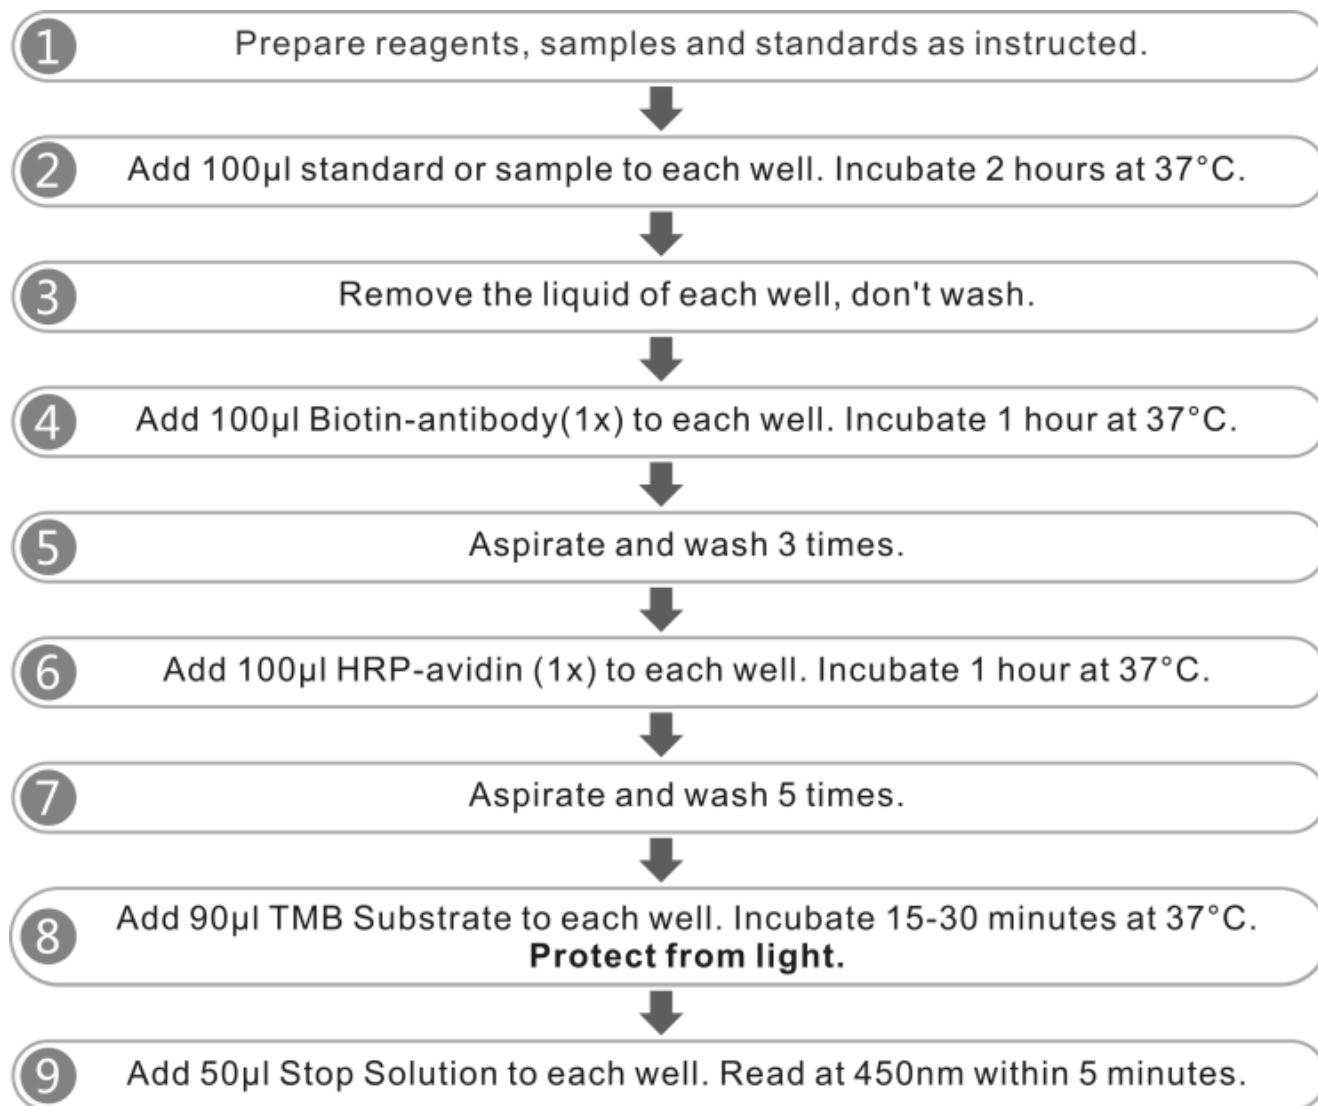 1 Prepare reagents, samples and standards as instructed.
2 Add 100µl standard or sample to each well. Incubate 2 hours at 37°C.
3 Remove the liquid of each well, don't wash.
4 Add 100µl Biotin-antibody(1x) to each well. Incubate 1 hour at 37°C.
5 Aspirate and wash 3 times.
6 Add 100µl HRP-avidin (1x) to each well. Incubate 1 hour at 37°C.
7 Aspirate and wash 5 times.
8 Add 90µl TMB Substrate to each well. Incubate 15-30 minutes at 37°C.
Protect from light.
9 Add 50µl Stop Solution to each well. Read at 450nm within 5 minutes.